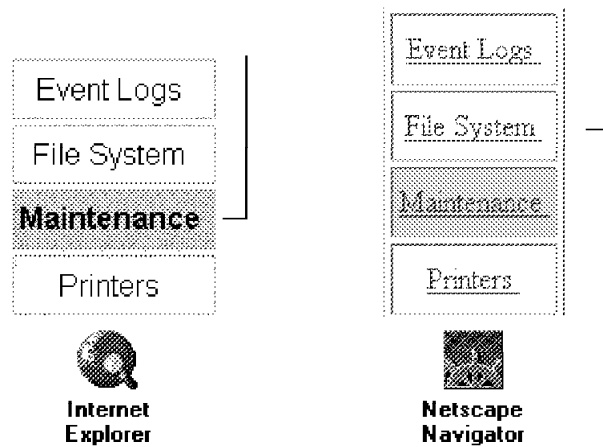 Event Logs
File System
Maintenance
Printers
Internet
Explorer
Event Logs
File System
Maintenance
Printers
Netscape
Navigator